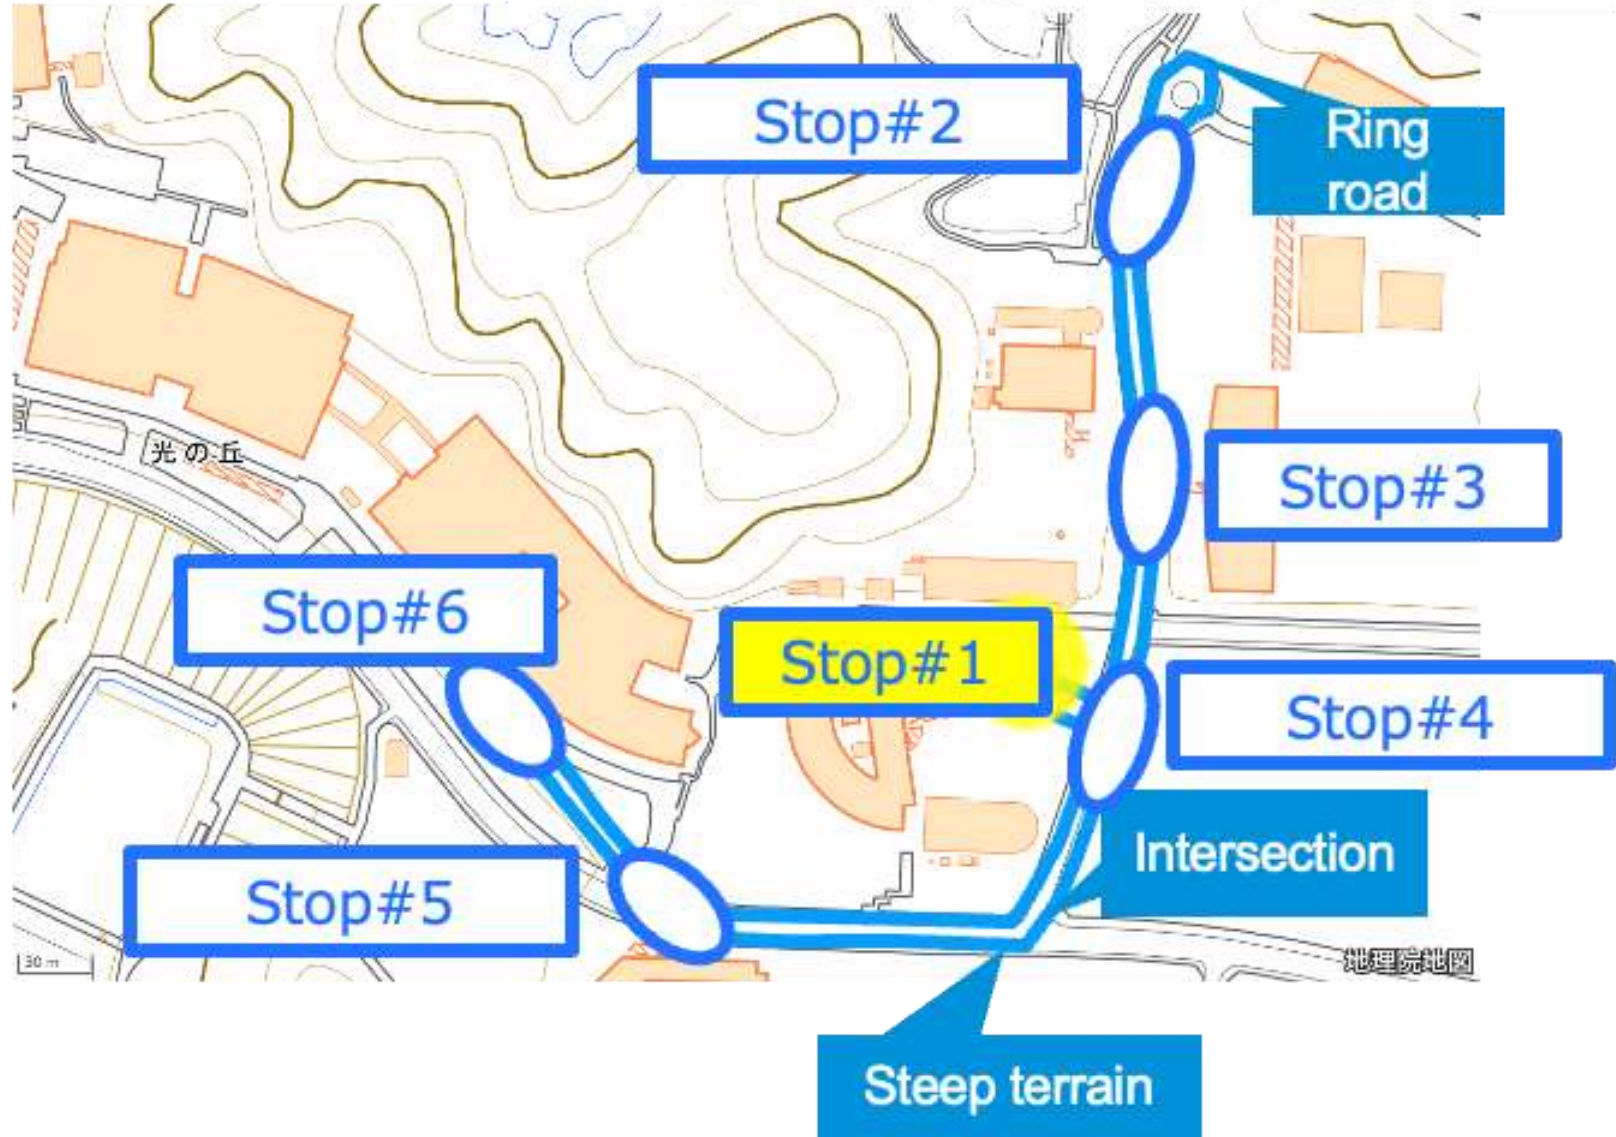 Stop#2
Ring
road
光の丘
Stop#3
Stop#6
Stop#1
Stop#4
Intersection
Stop#5
30 m
地理院地図
Steep terrain